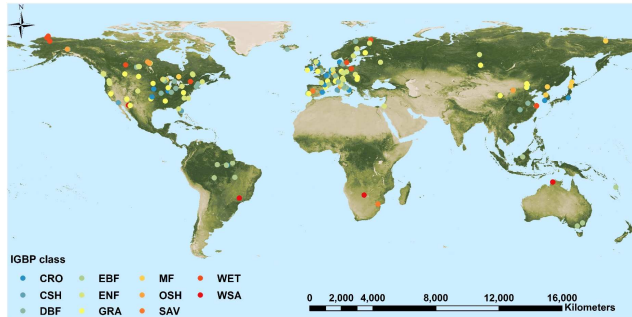 N
IGBP class
CRO EBF MF WET
CSH ENF OSH WSA
DBF GRA SAV
0 2,000 4,000 8,000 12,000 16,000
Kilometers